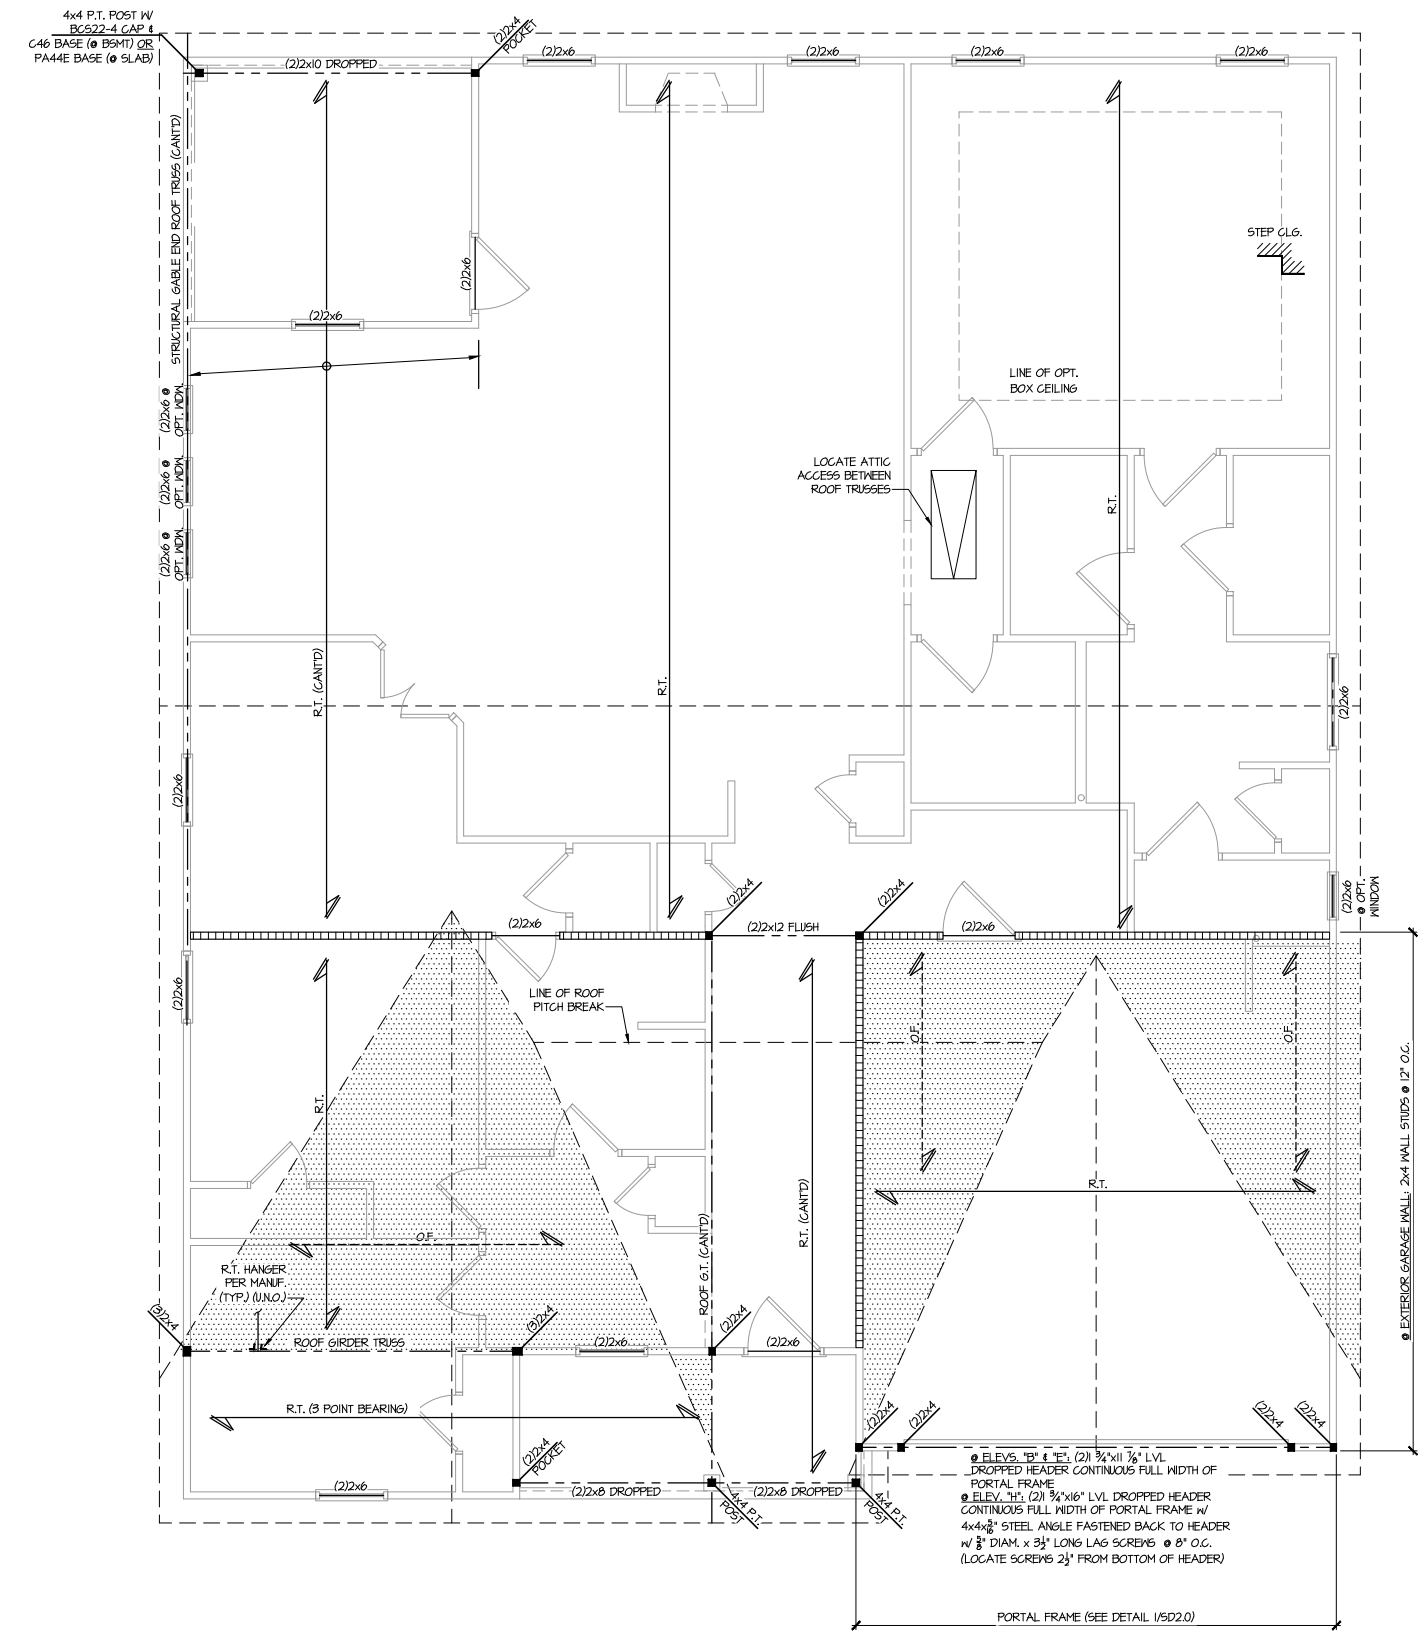 4x4 P.T. POST W/
BCS22-4 CAP &
C46 BASE (@ BSMT) OR
PA44E BASE (@ SLAB)
(2)2x4
POCKET
(2)2x10 DROPPED
(2)2x6
(2)2x6
(2)2x6
(2)2x6
STRUCTURAL GABLE END ROOF TRUSS (CANT'D)
STEP CLG.
(2)2x6
(2)2x6
LINE OF OPT.
BOX CEILING
(2)2x6 @
OPT. WDW.
(2)2x6 @
OPT. WDW.
(2)2x6 @
OPT. WDW.
LOCATE ATTIC
ACCESS BETWEEN
ROOF TRUSSES
R.T.
R.T. (CANT'D)
R.T.
(2)2x6
(2)2x6
(2)2x4
(2)2x4
(2)2x6
@ OPT.
WINDOW
(2)2x6
(2)2x12 FLUSH
(2)2x6
(2)2x6
LINE OF ROOF
PITCH BREAK
O.F.
O.F.
R.T.
R.T.
R.T. (CANT'D)
ROOF G.T. (CANT'D)
@ EXTERIOR GARAGE WALL: 2x4 WALL STUDS @ 12" O.C.
O.F.
R.T. HANGER
PER MANUF.
(TYP.) (U.N.O.)
(3)2x4
ROOF GIRDER TRUSS
(3)2x4
(2)2x6
(2)2x4
(2)2x6
R.T. (3 POINT BEARING)
(2)2x4
(2)2x4
(2)2x4
(2)2x4
(2)2x4
POCKET
(2)2x6
(2)2x8 DROPPED
(2)2x8 DROPPED
4x4 P.T.
POST
4x4 P.T.
POST
@ ELEVS. "B" & "E": (2)1 3/4"x11 7/8" LVL
DROPPED HEADER CONTINUOUS FULL WIDTH OF
PORTAL FRAME
@ ELEV. "H": (2)1 3/4"x16" LVL DROPPED HEADER
CONTINUOUS FULL WIDTH OF PORTAL FRAME W/
4x4x5/16" STEEL ANGLE FASTENED BACK TO HEADER
W/ 5/8" DIAM. x 3 1/2" LONG LAG SCREWS @ 8" O.C.
(LOCATE SCREWS 2 1/2" FROM BOTTOM OF HEADER)
PORTAL FRAME (SEE DETAIL 1/SD2.0)